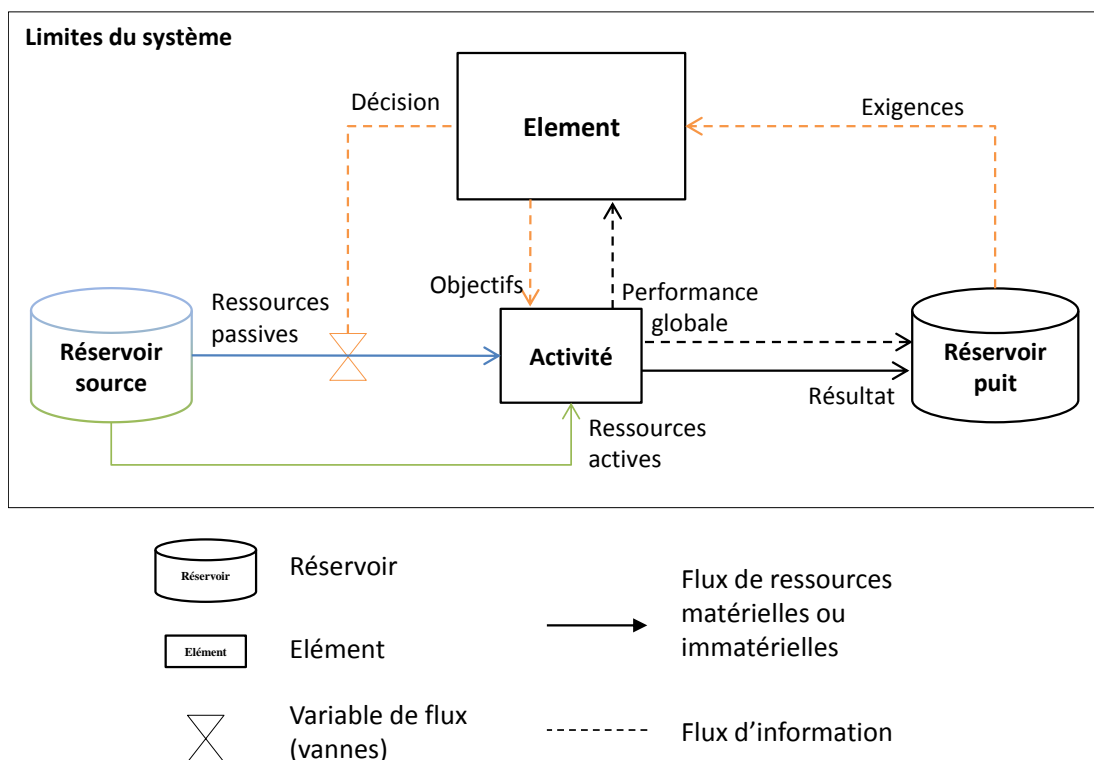 Limites du système
Décision
Element
Exigences
Objectifs
Performance
globale
Ressources
passives
Réservoir
source
Activité
Réservoir
puit
Résultat
Ressources
actives
Réservoir
Réservoir
Flux de ressources
matérielles ou
immatérielles
Elément
Elément
Variable de flux
(vannes)
Flux d'information